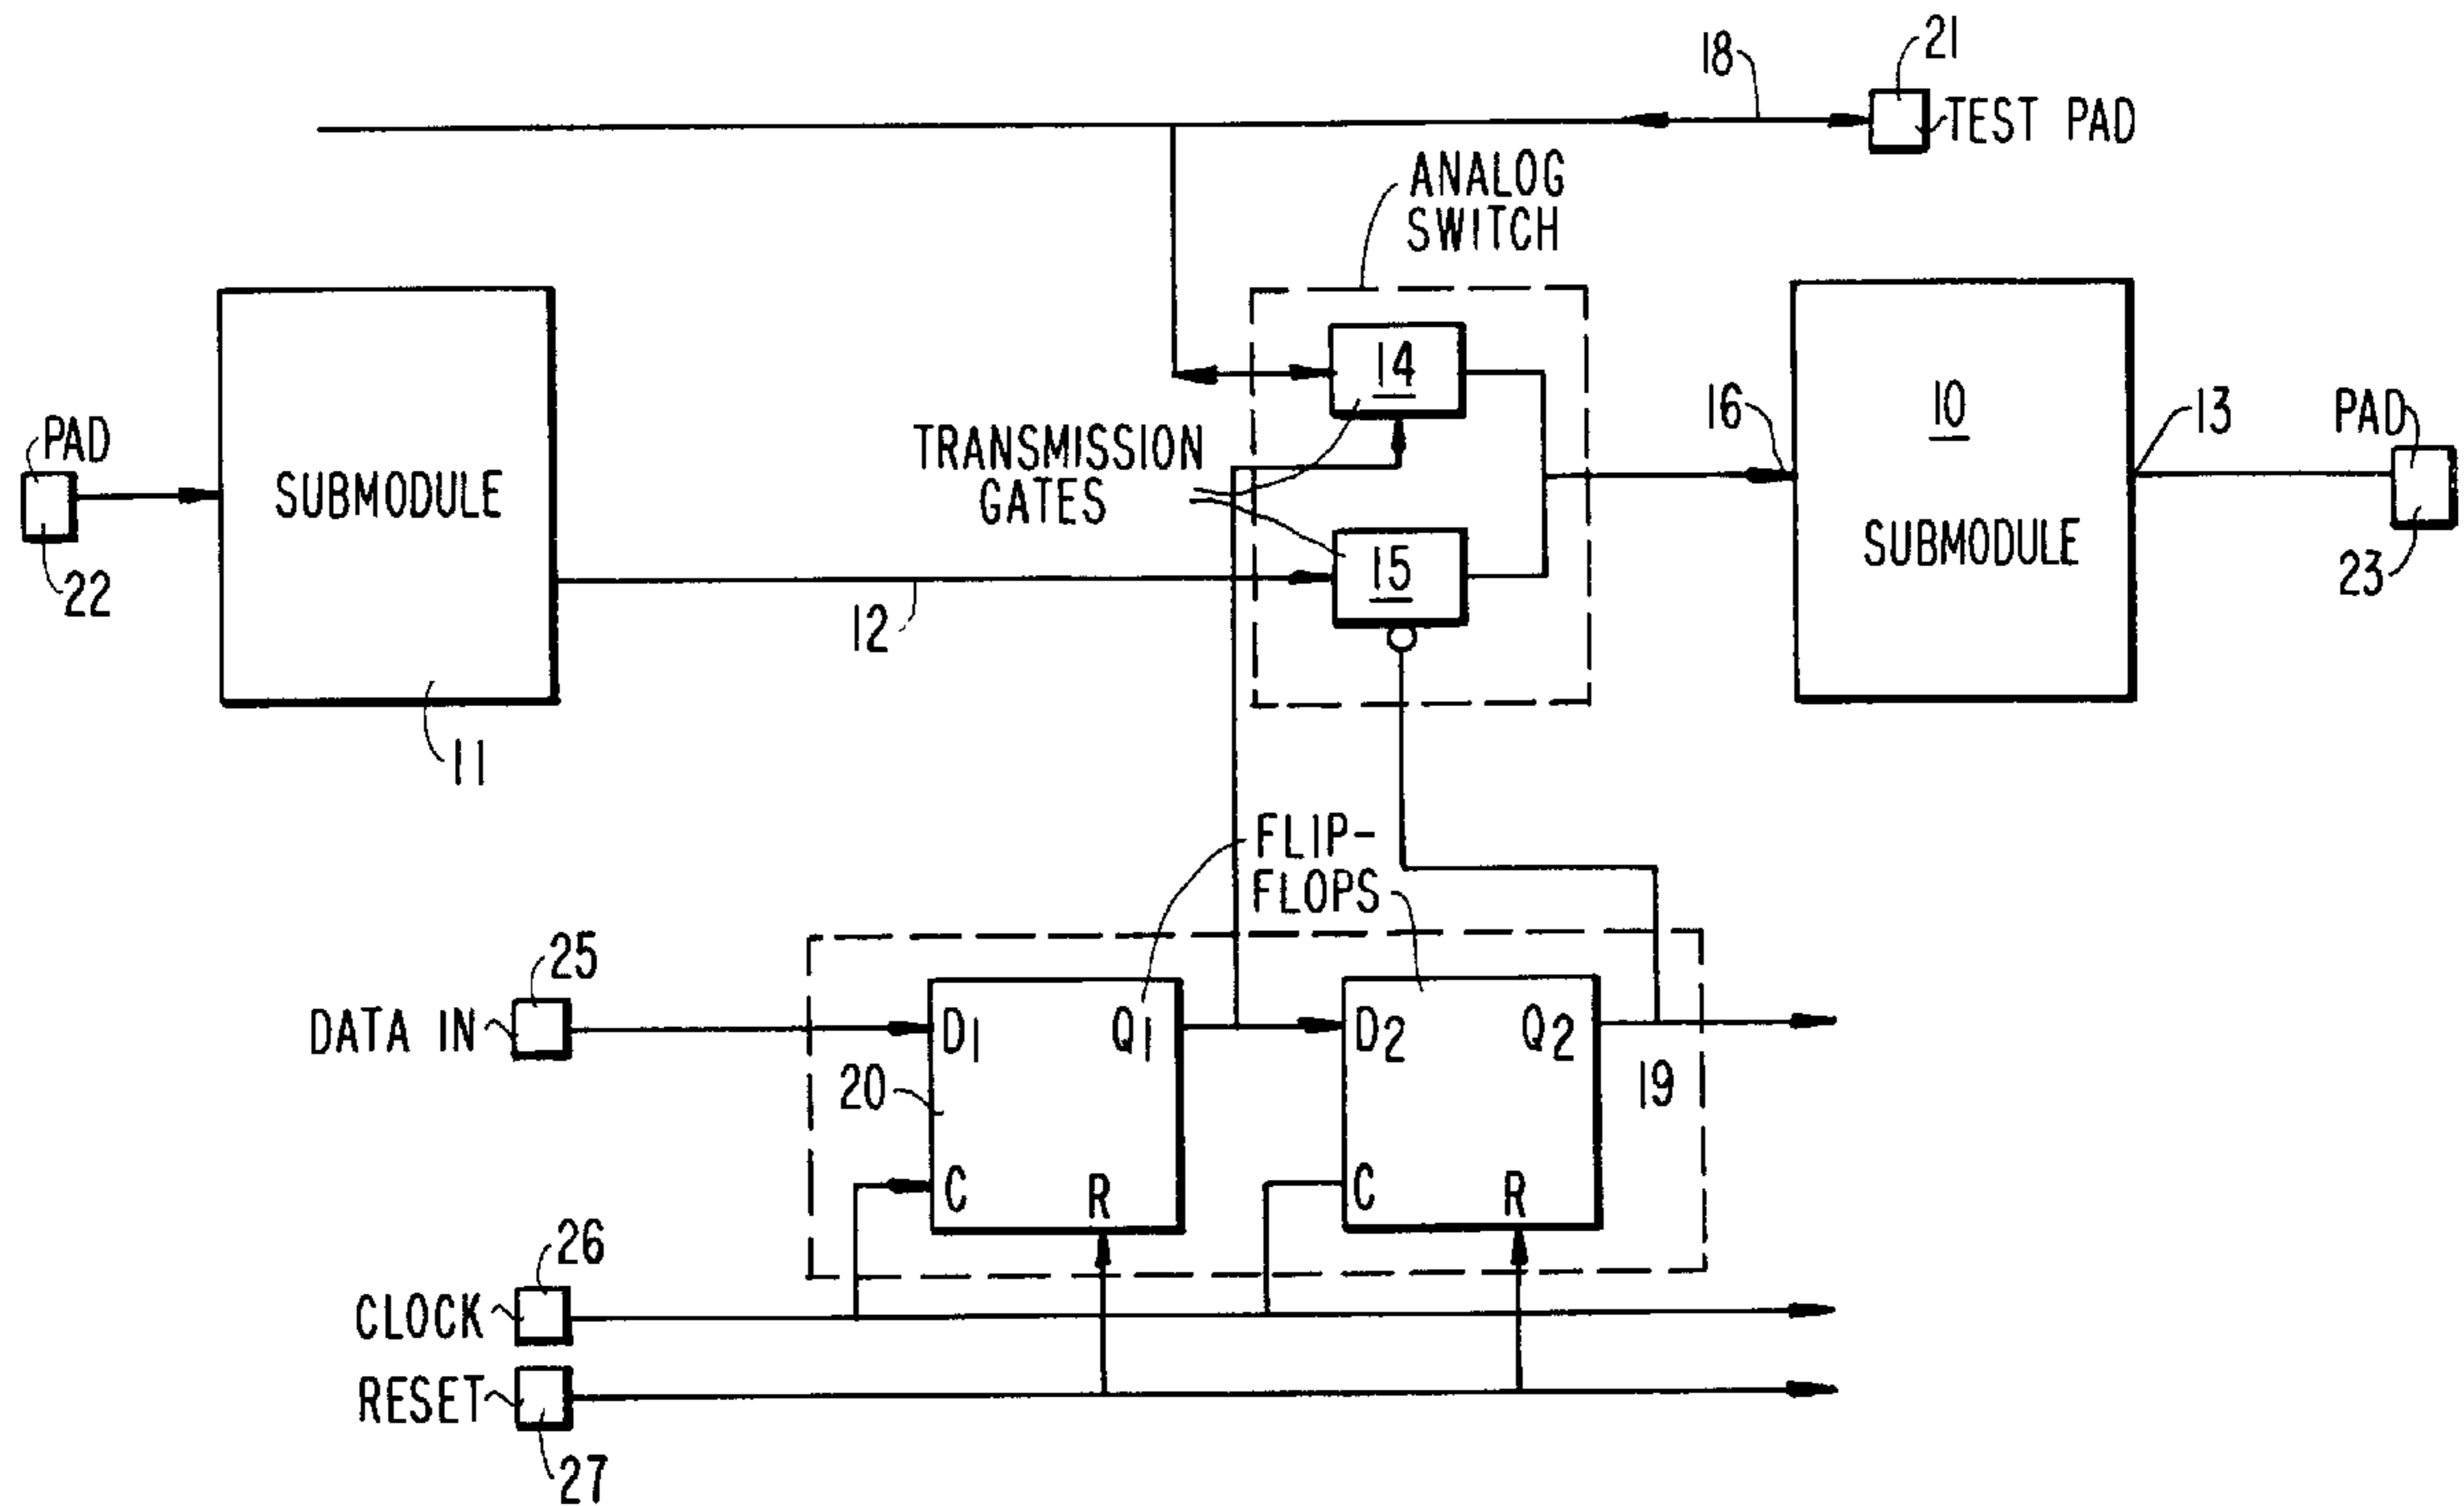 18
21
TEST PAD
ANALOG
SWITCH
PAD
22
SUBMODULE
11
12
TRANSMISSION
GATES
14
15
16
10
SUBMODULE
13
PAD
23
FLIP-
FLOPS
25
DATA IN
20
D1
Q1
C
R
D2
Q2
C
R
19
26
CLOCK
RESET
27